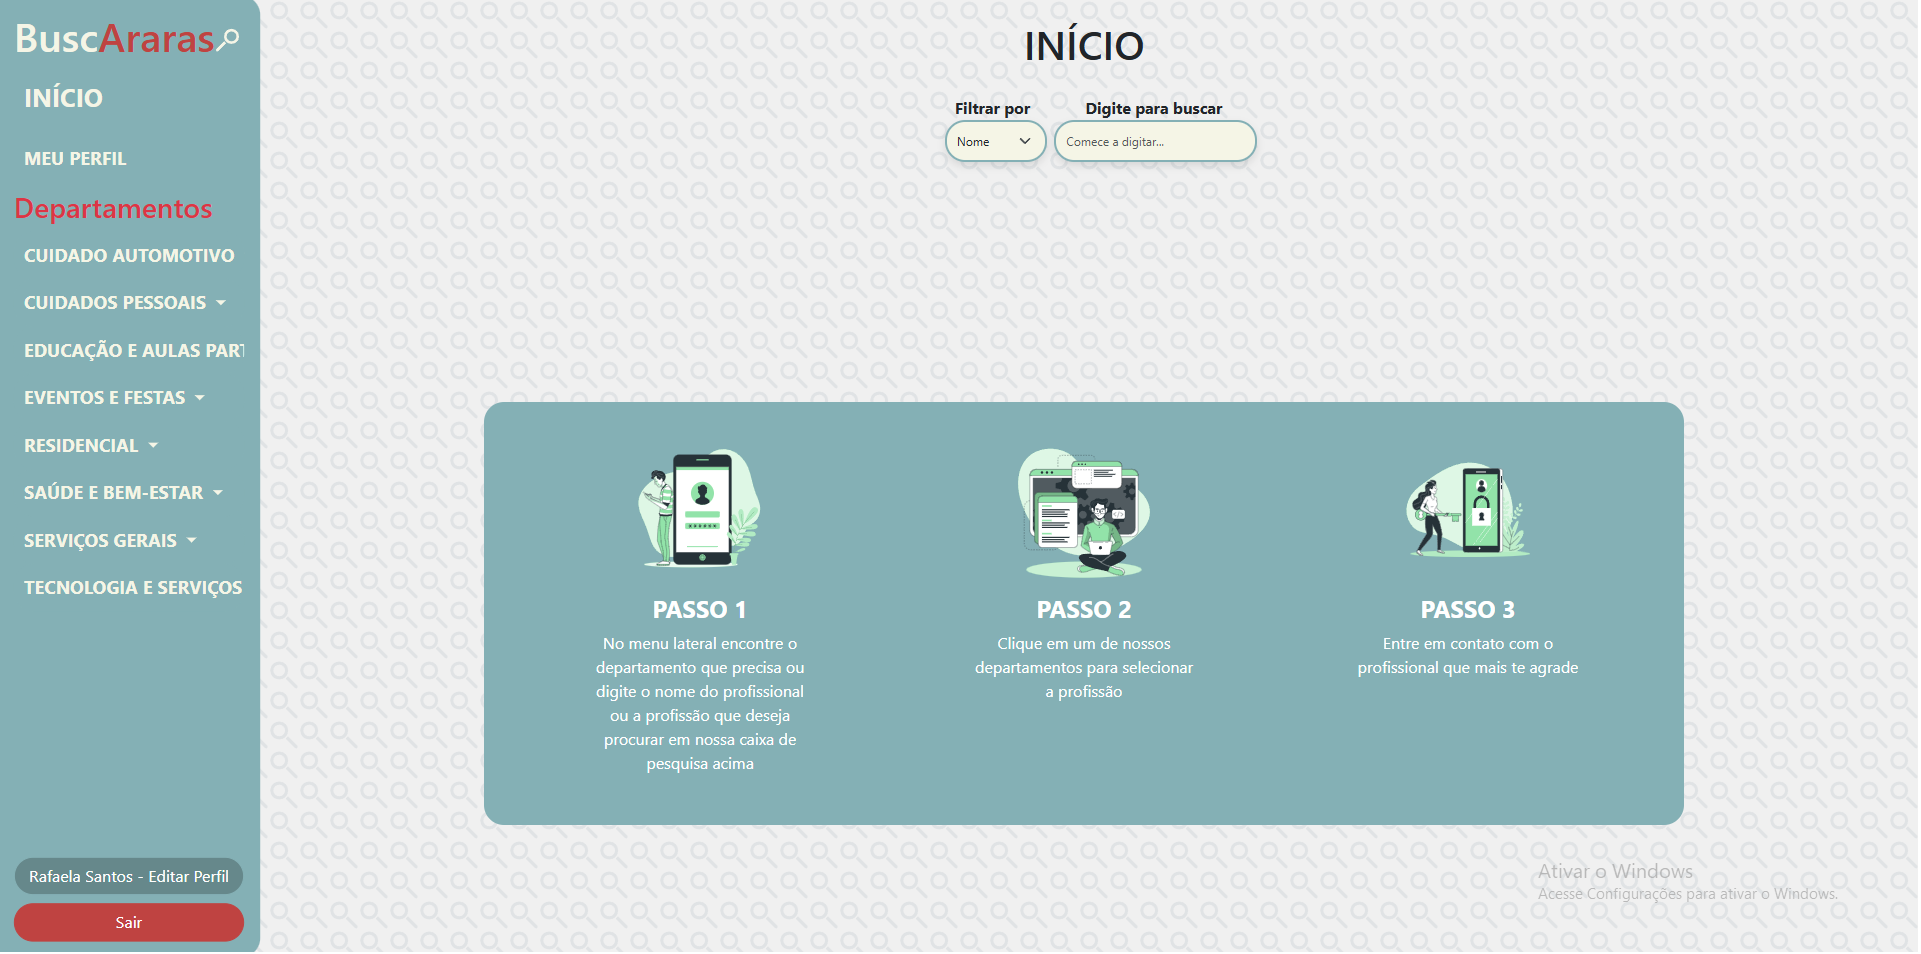 BuscAraras
INÍCIO
MEU PERFIL
Departamentos
CUIDADO AUTOMOTIVO
CUIDADOS PESSOAIS
EDUCAÇÃO E AULAS PART
EVENTOS E FESTAS
RESIDENCIAL
SAÚDE E BEM-ESTAR
SERVIÇOS GERAIS
TECNOLOGIA E SERVIÇOS
Rafaela Santos - Editar Perfil
Sair
INÍCIO
Filtrar por
Digite para buscar
Nome
Comece a digitar...
PASSO 1
No menu lateral encontre o
departamento que precisa ou
digite o nome do profissional
ou a profissão que deseja
procurar em nossa caixa de
pesquisa acima
PASSO 2
Clique em um de nossos
departamentos para selecionar
a profissão
PASSO 3
Entre em contato com o
profissional que mais te agrade
Ativar o Windows
Acesse Configurações para ativar o Windows.